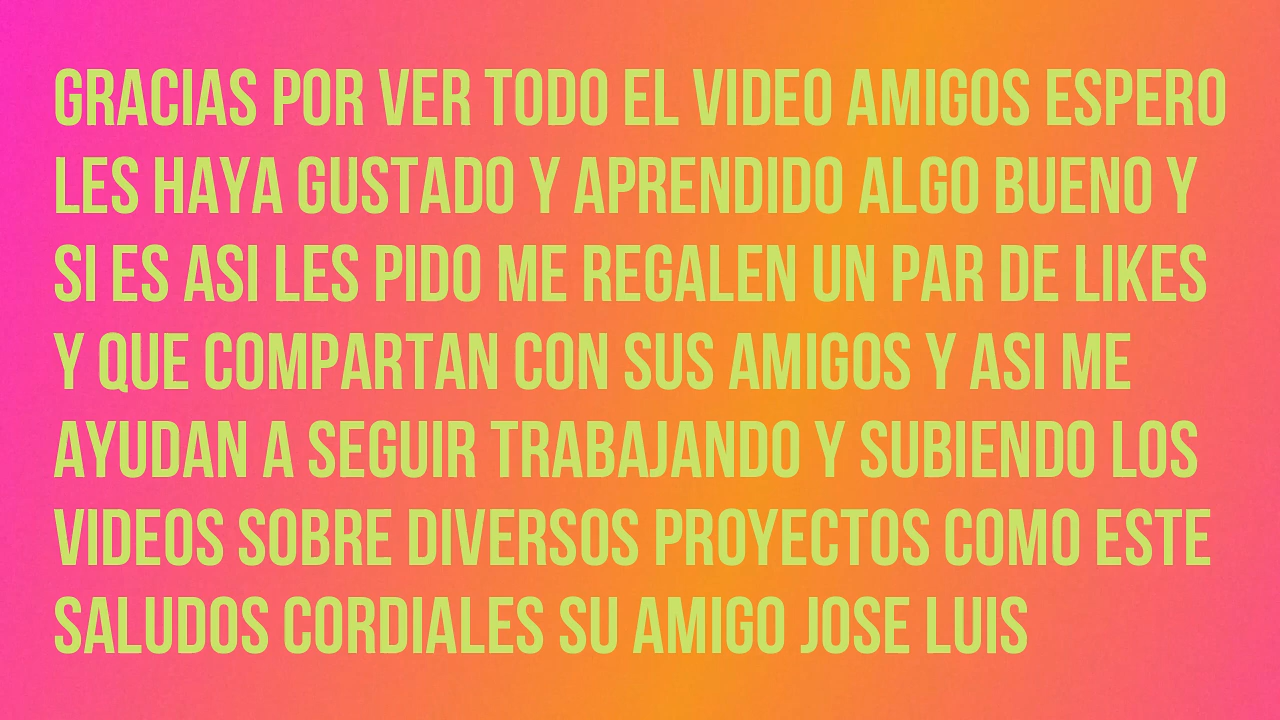 GRACIAS POR VER TODO EL VIDEO AMIGOS ESPERO
LES HAYA GUSTADO Y APRENDIDO ALGO BUENO Y
SI ES ASI LES PIDO ME REGALEN UN PAR DE LIKES
Y QUE COMPARTAN CON SUS AMIGOS Y ASI ME
AYUDAN A SEGUIR TRABAJANDO Y SUBIENDO LOS
VIDEOS SOBRE DIVERSOS PROYECTOS COMO ESTE
SALUDOS CORDIALES SU AMIGO JOSE LUIS